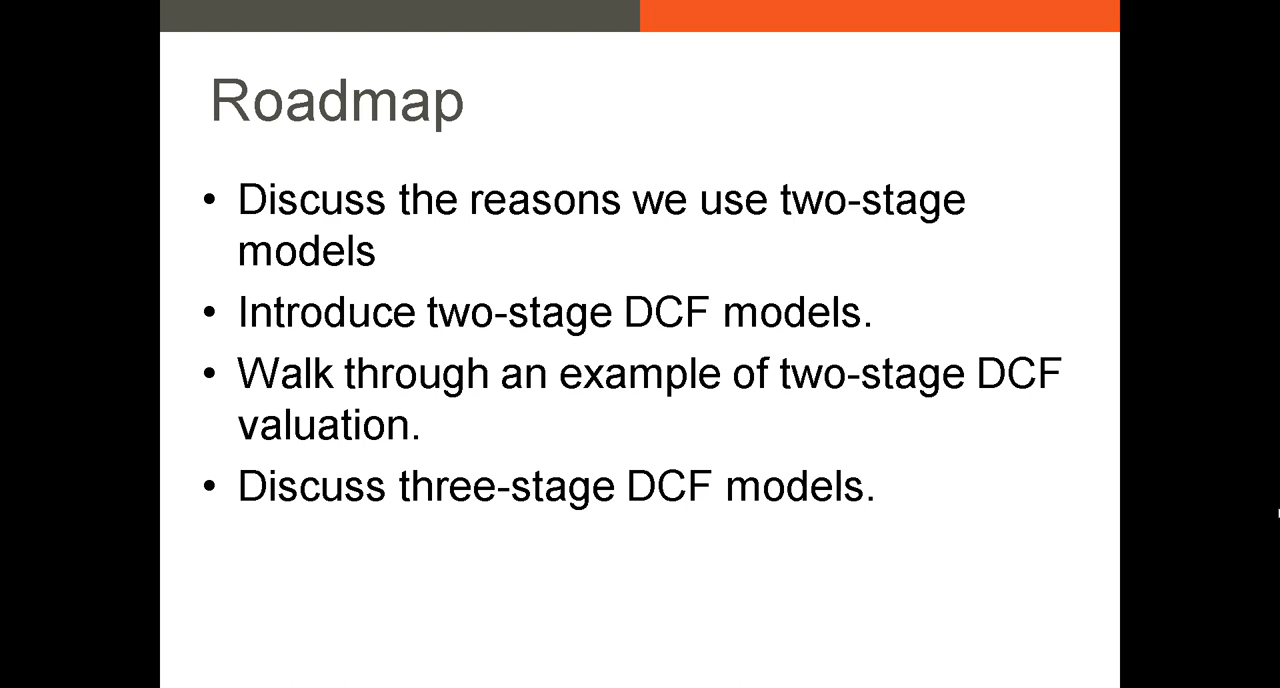 Roadmap
• Discuss the reasons we use two-stage
models
• Introduce two-stage DCF models.
• Walk through an example of two-stage DCF
valuation.
• Discuss three-stage DCF models.